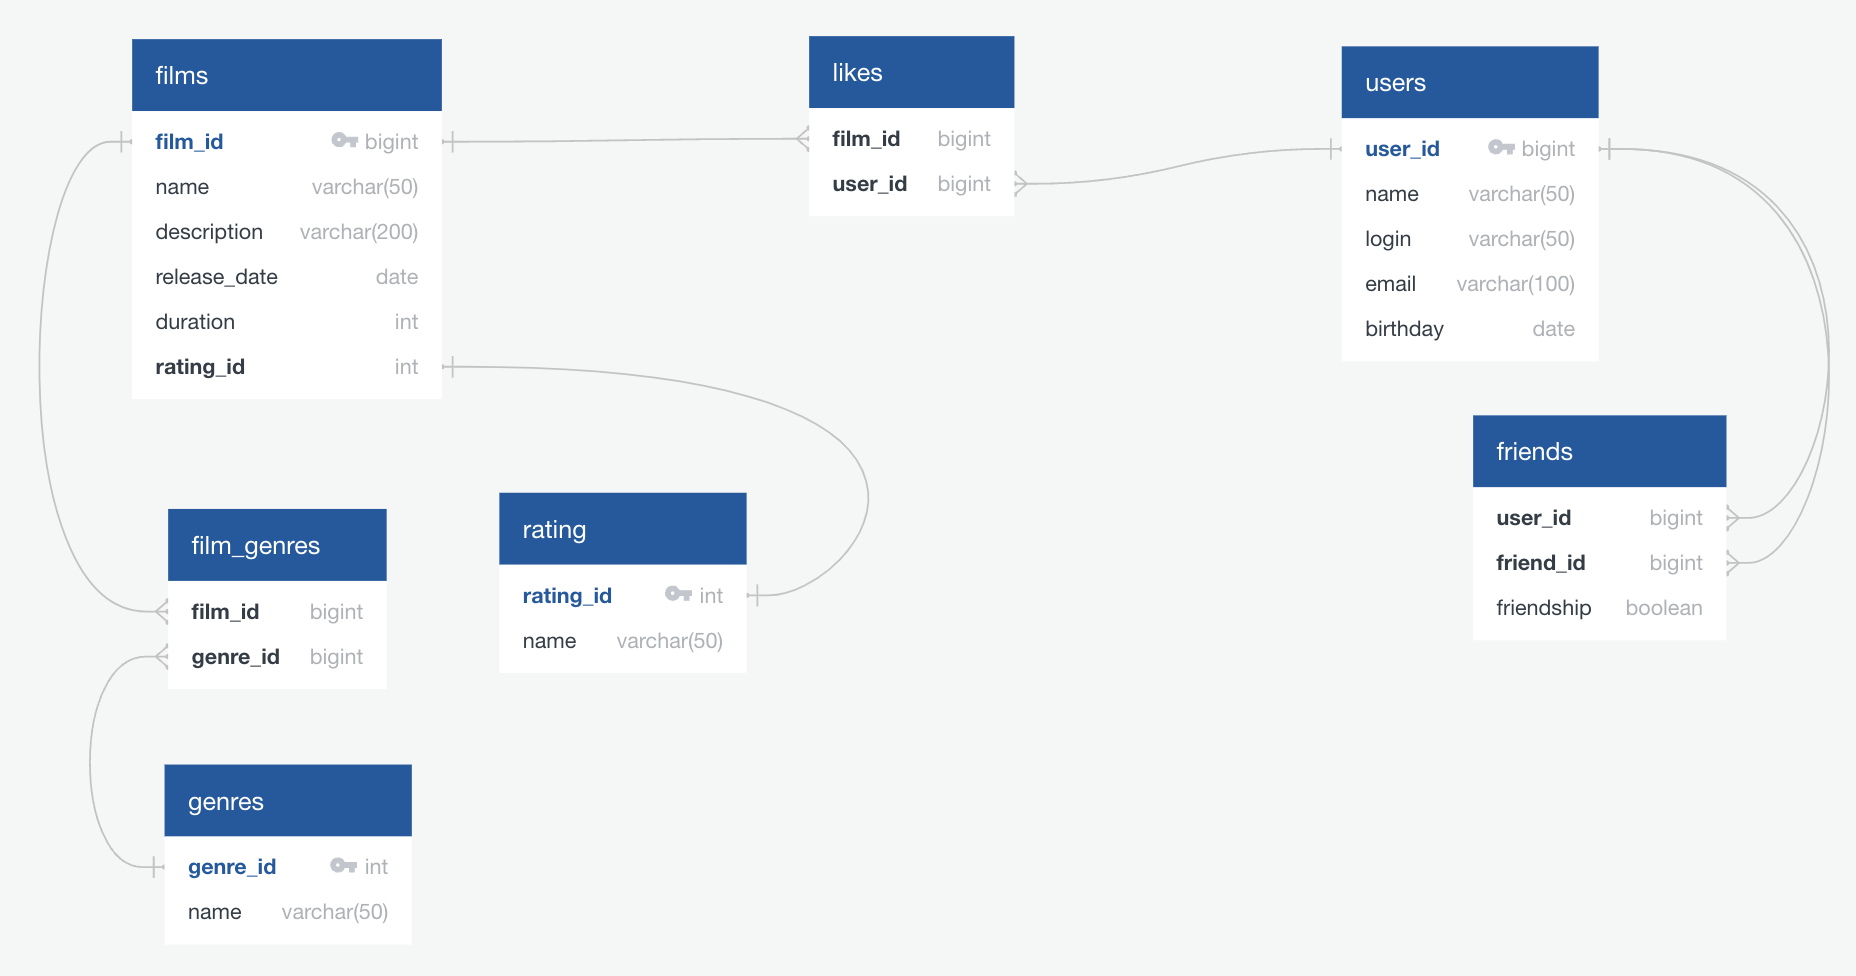 films
film_id bigint
name varchar(50)
description varchar(200)
release_date date
duration int
rating_id int
likes
film_id bigint
user_id bigint
users
user_id bigint
name varchar(50)
login varchar(50)
email varchar(100)
birthday date
friends
user_id bigint
friend_id bigint
friendship boolean
film_genres
film_id bigint
genre_id bigint
rating
rating_id int
name varchar(50)
genres
genre_id int
name varchar(50)